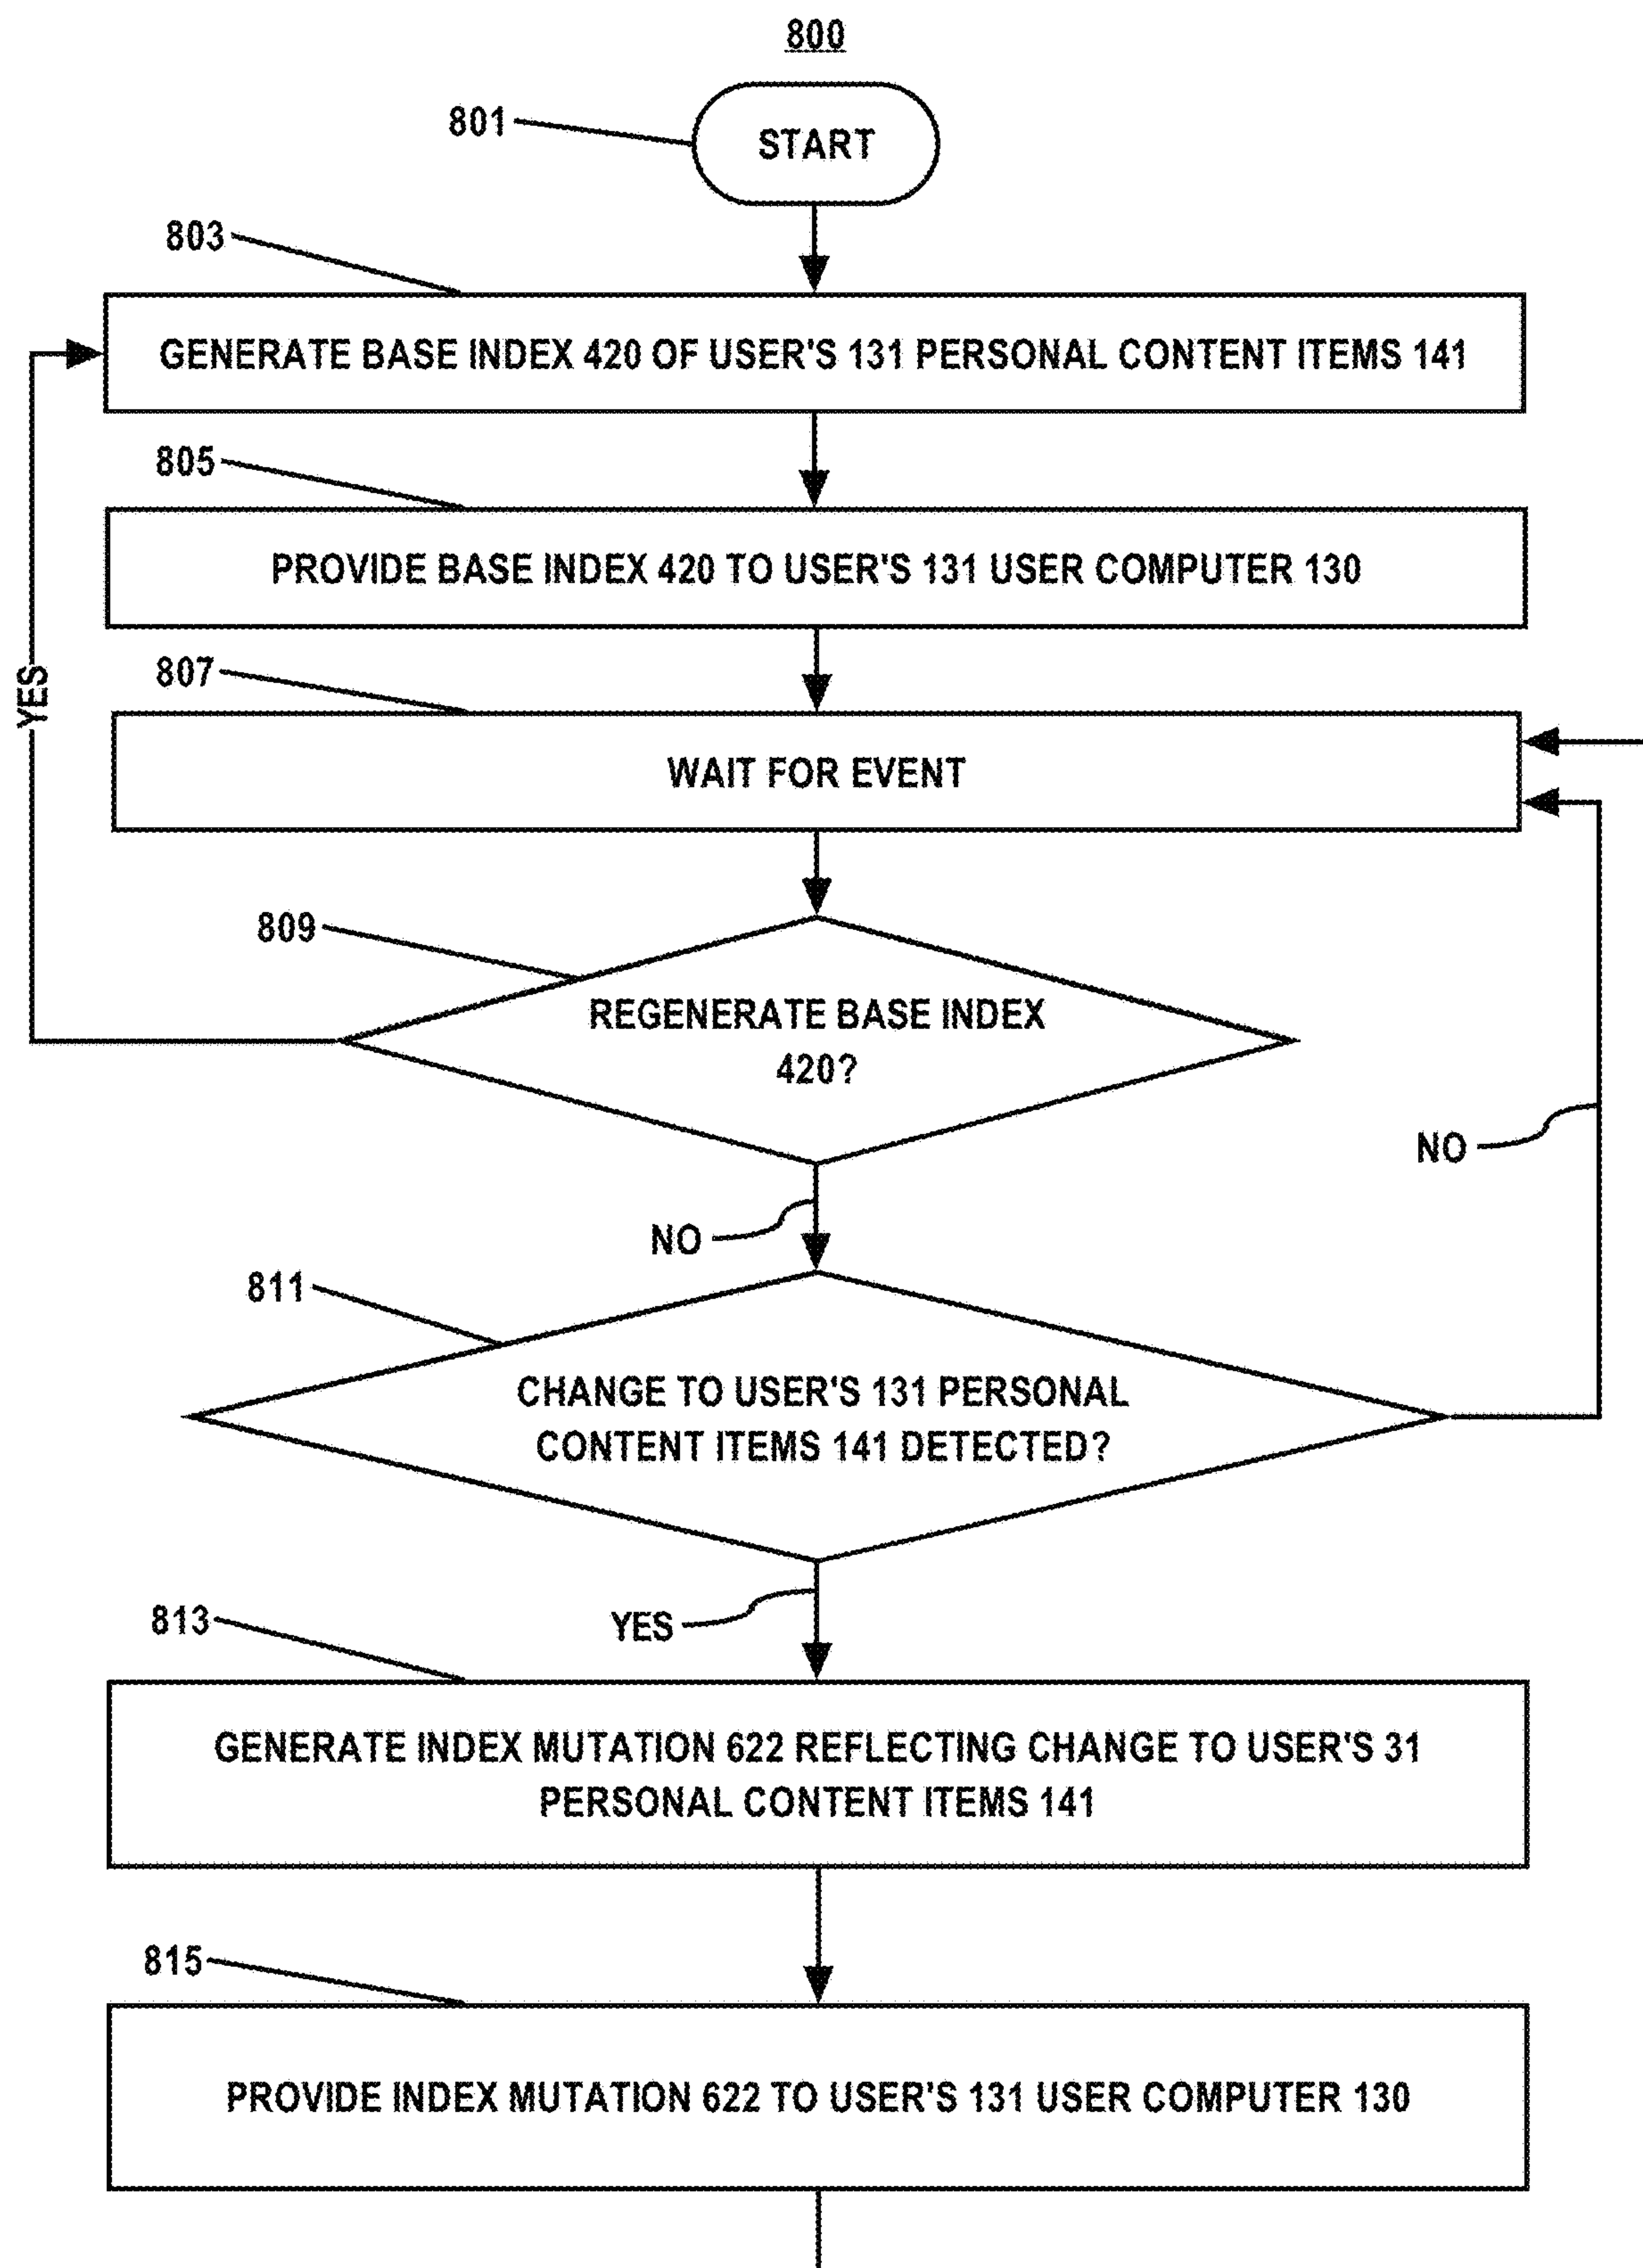 800
801
START
803
GENERATE BASE INDEX 420 OF USER'S 131 PERSONAL CONTENT ITEMS 141
805
PROVIDE BASE INDEX 420 TO USER'S 131 USER COMPUTER 130
YES
807
WAIT FOR EVENT
809
REGENERATE BASE INDEX
420?
NO
NO
811
CHANGE TO USER'S 131 PERSONAL
CONTENT ITEMS 141 DETECTED?
YES
813
GENERATE INDEX MUTATION 622 REFLECTING CHANGE TO USER'S 31
PERSONAL CONTENT ITEMS 141
815
PROVIDE INDEX MUTATION 622 TO USER'S 131 USER COMPUTER 130